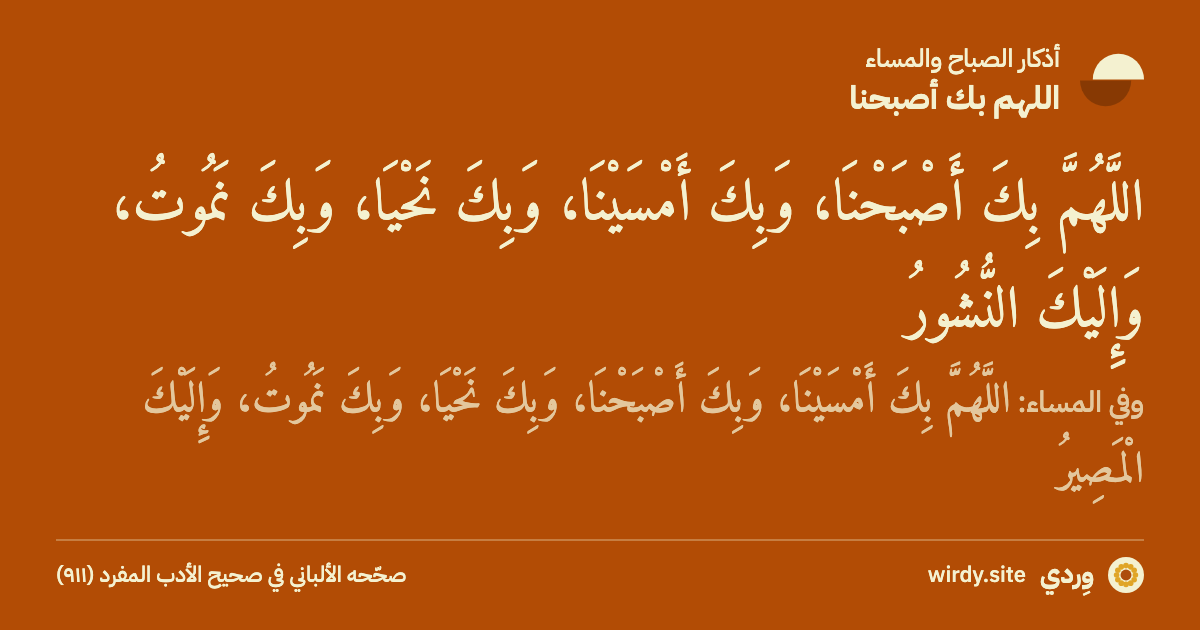 أذكار الصباح والمساء
اللهم بك أصبحنا
اللَّهُمَّ بِكَ أَصْبَحْنَا، وَبِكَ أَمْسَيْنَا، وَبِكَ نَحْيَا، وَبِكَ نَمُوتُ،
وَإِلَيْكَ النُّشُورُ
وفي المساء: اللَّهُمَّ بِكَ أَمْسَيْنَا، وَبِكَ أَصْبَحْنَا، وَبِكَ نَحْيَا، وَبِكَ نَمُوتُ، وَإِلَيْكَ
الْمَصِيرُ
وِردي wirdy.site
صحّحه الألباني في صحيح الأدب المفرد (٩١١)